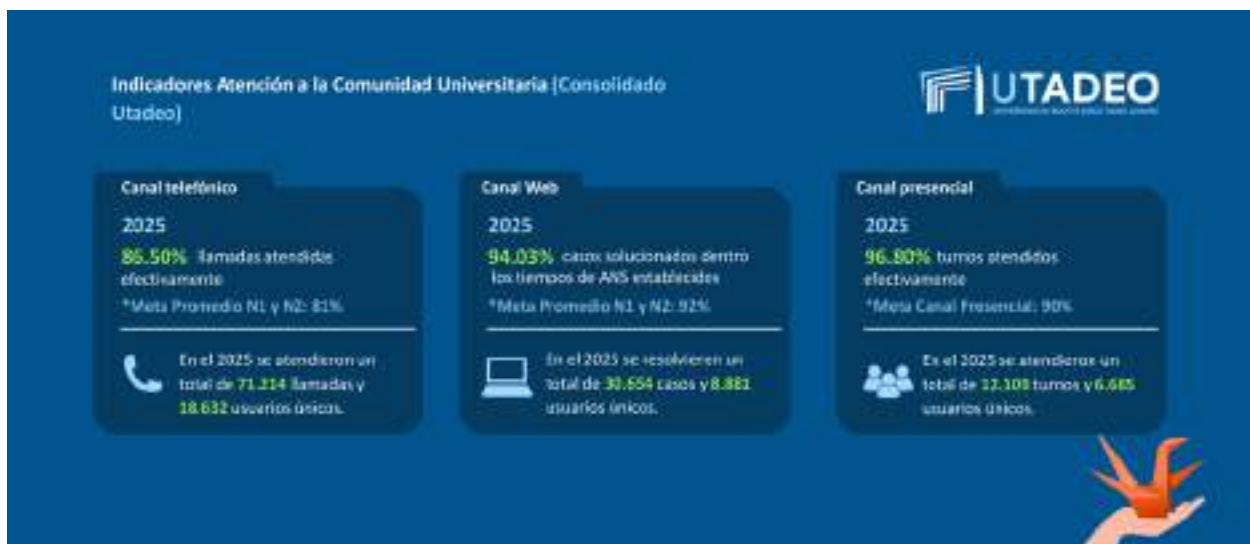 Indicadores Atención a la Comunidad Universitaria (Consolidado
Utadeo)
UTADEO
Canal telefónico
2025
86.50% llamadas atendidas
efectivamente
*Meta Promedio N1 y N2: 81%
En el 2025 se atendieron un
total de 71.214 llamadas y
18.632 usuarios únicos.
Canal Web
2025
94.03% casos solucionados dentro
los tiempos de ANS establecidos
*Meta Promedio N1 y N2: 92%
En el 2025 se resolvieron un
total de 30.654 casos y 8.881
usuarios únicos.
Canal presencial
2025
96.80% turnos atendidos
efectivamente
*Meta Canal Presencial: 90%
En el 2025 se atendieron un
total de 12.109 turnos y 6.685
usuarios únicos.